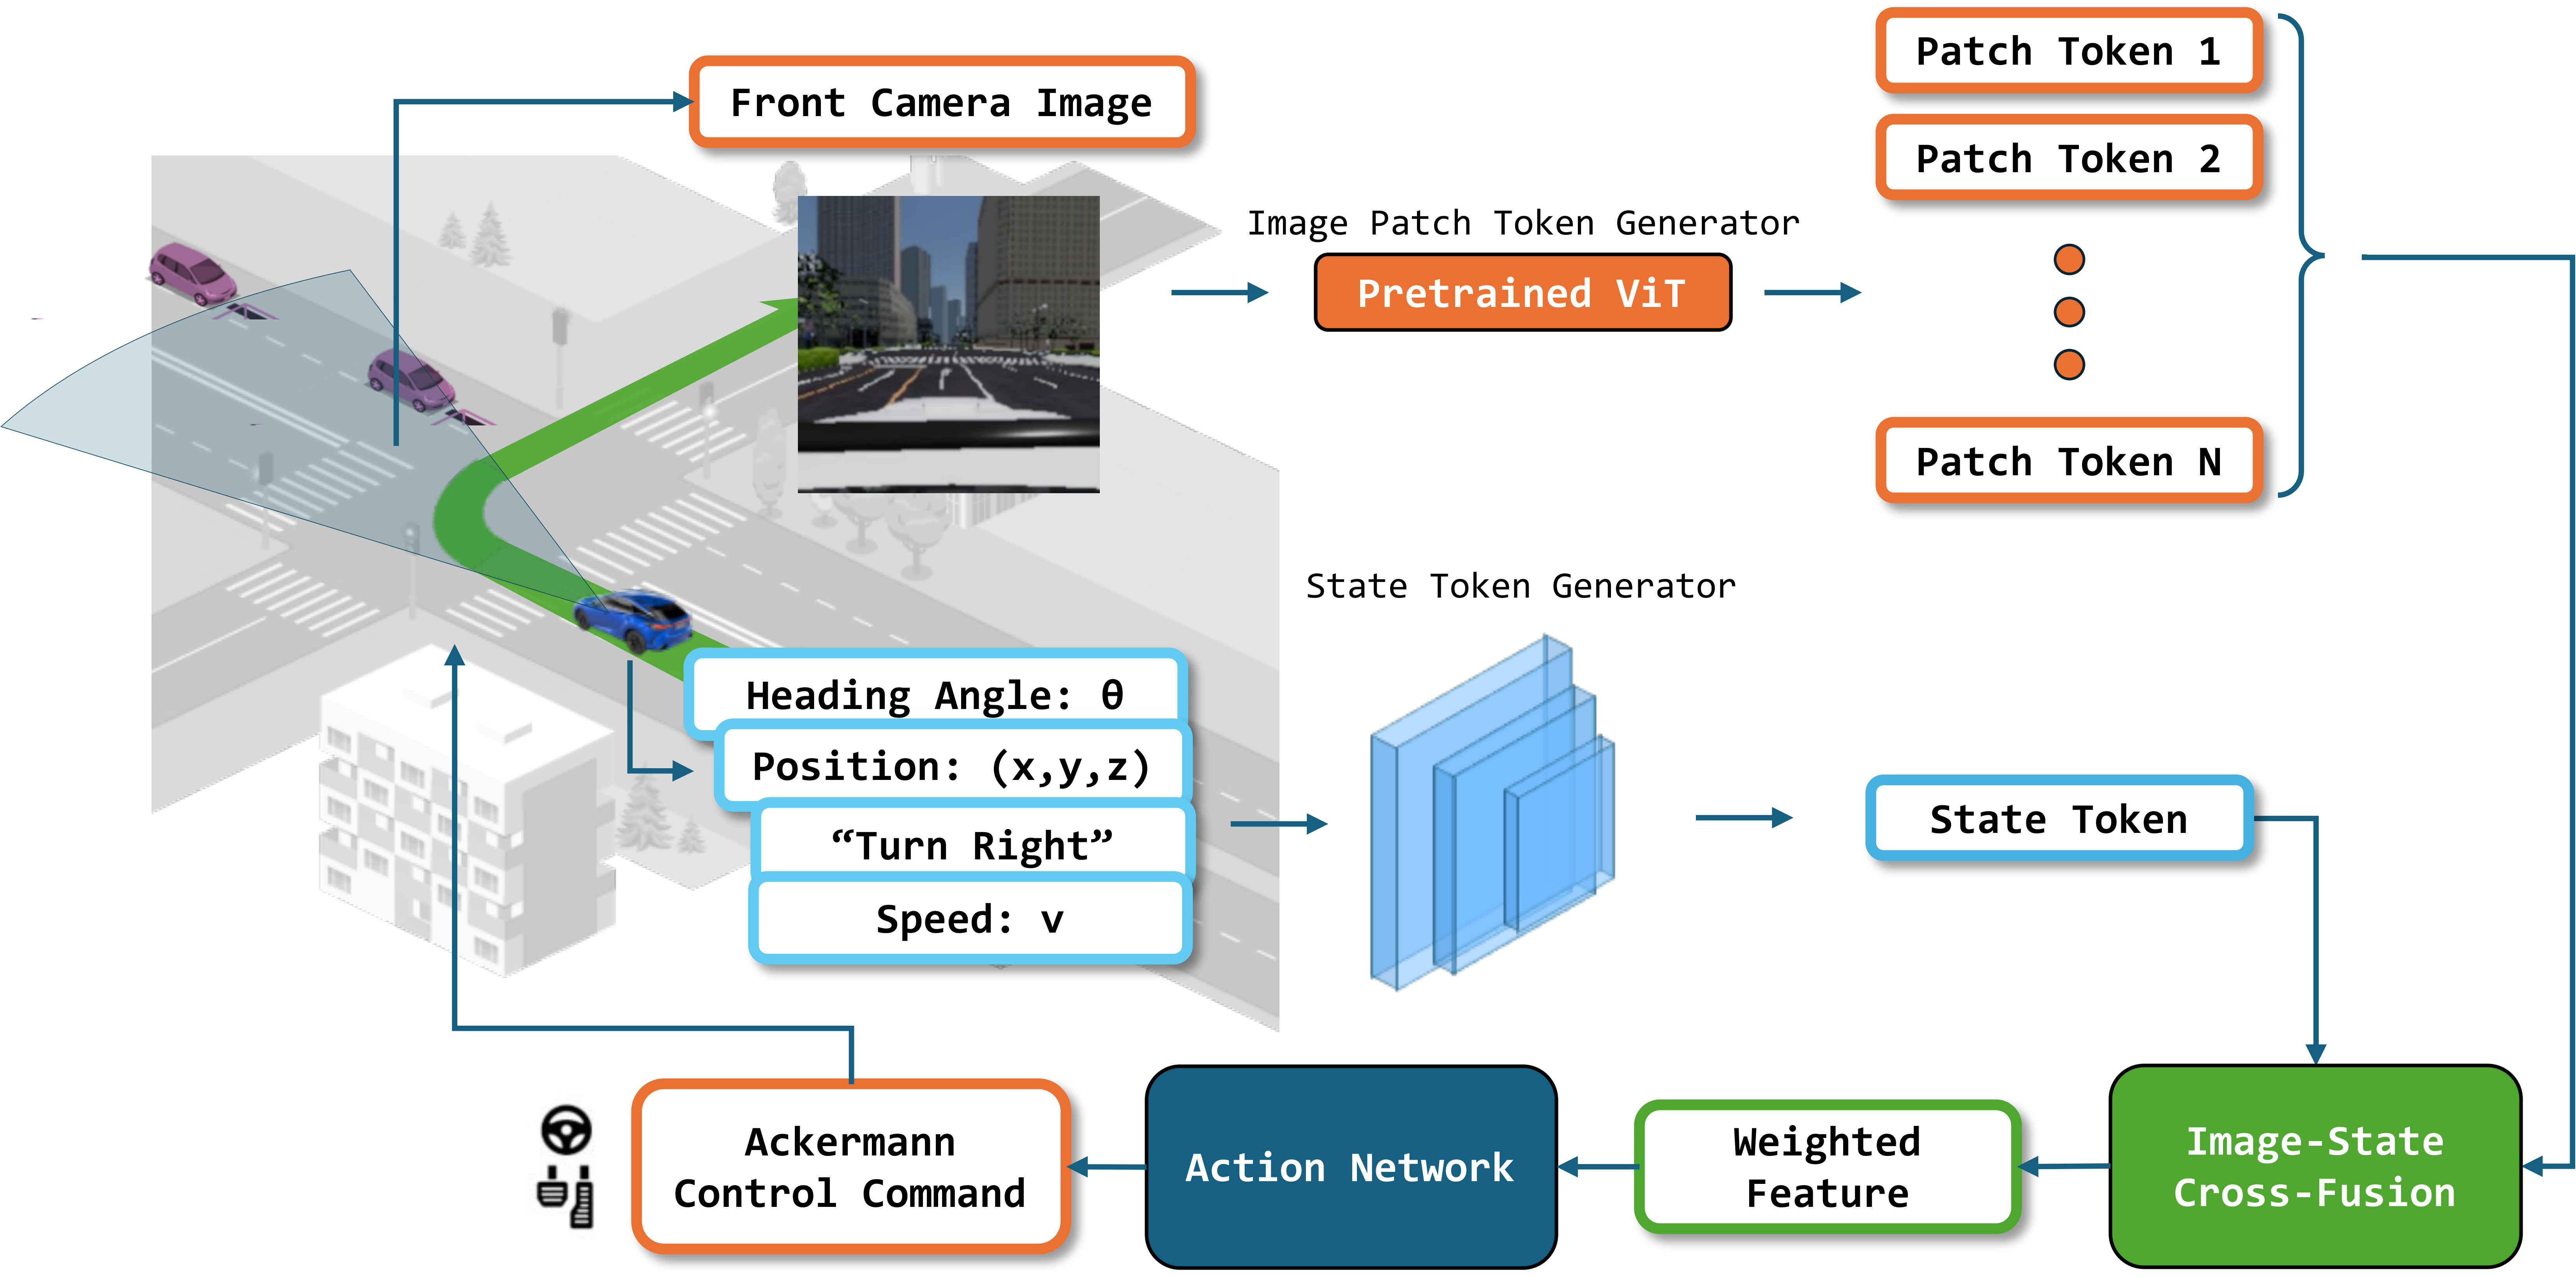 Front Camera Image
Image Patch Token Generator
Pretrained ViT
Patch Token 1
Patch Token 2
Patch Token N
Heading Angle: θ
Position: (x,y,z)
“Turn Right”
Speed: v
State Token Generator
State Token
Image-State
Cross-Fusion
Weighted
Feature
Action Network
Ackermann
Control Command